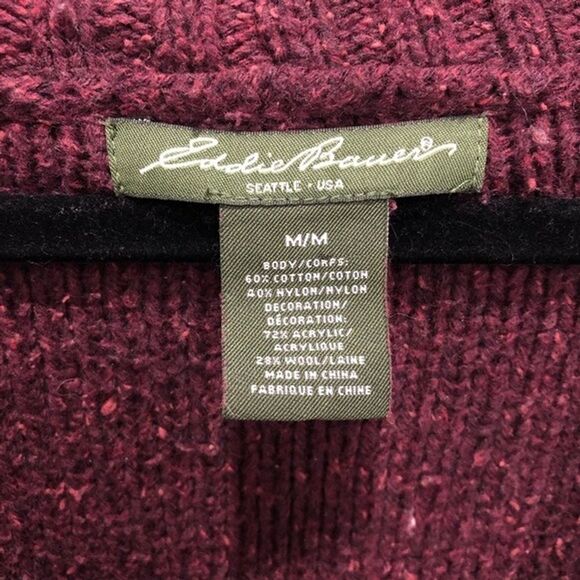 Eddie Bauer®
SEATTLE • USA
M/M
BODY/CORPS:
60% COTTON/COTON
40% NYLON/NYLON
DECORATION/
DÉCORATION:
72% ACRYLIC/
ACRYLIQUE
28% WOOL/LAINE
MADE IN CHINA
FABRIQUE EN CHINE